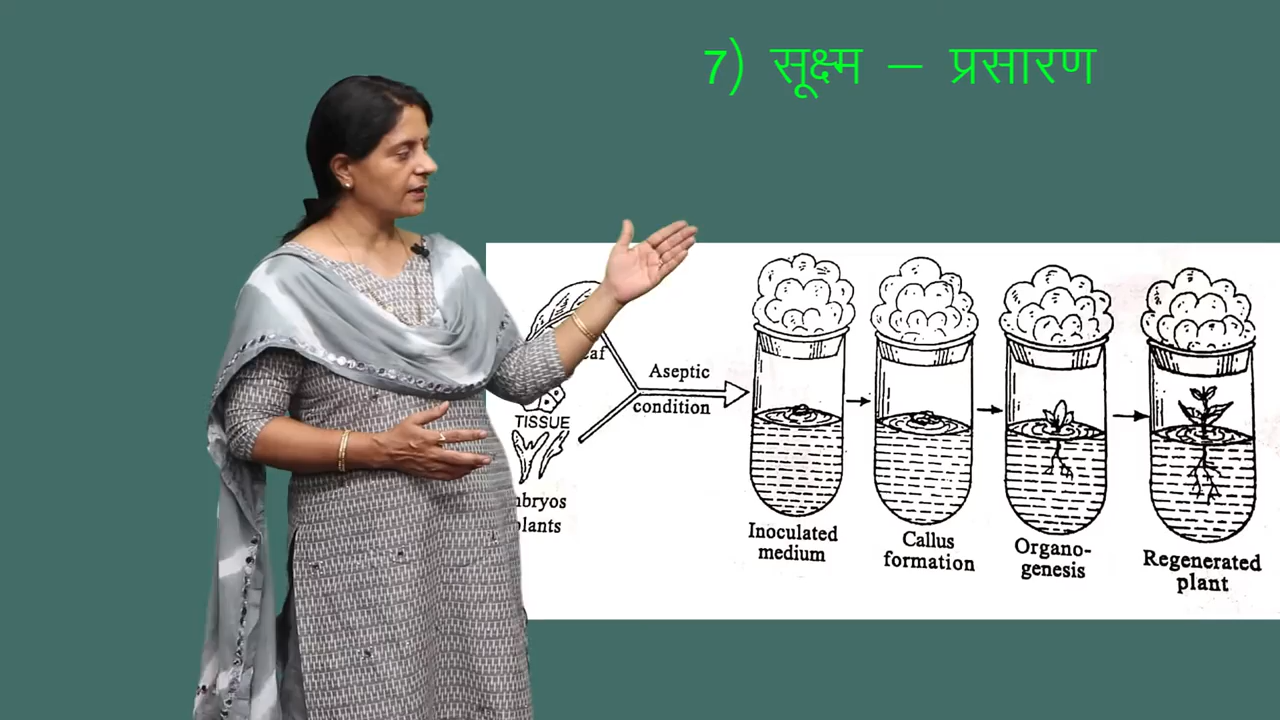 7) सूक्ष्म – प्रसारण
Aseptic
condition
TISSUE
Inoculated
medium
Callus
formation
Organo-
genesis
Regenerated
plant